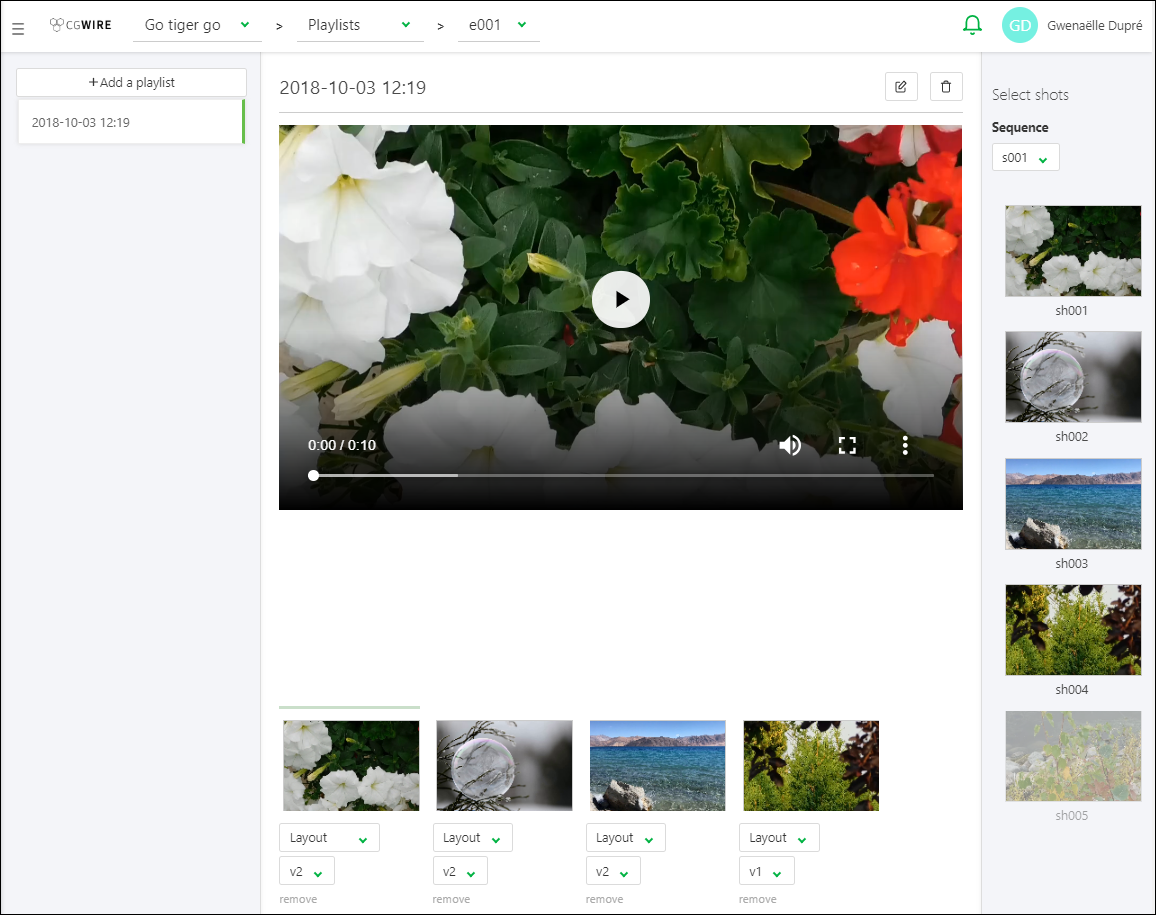 CGWIRE Go tiger go > Playlists > e001 GD Gwenaëlle Dupré
+Add a playlist
2018-10-03 12:19
2018-10-03 12:19
0:00 / 0:10
Layout Layout Layout Layout
v2 v2 v2 v1
remove remove remove remove
Select shots
Sequence
s001
sh001
sh002
sh003
sh004
sh005